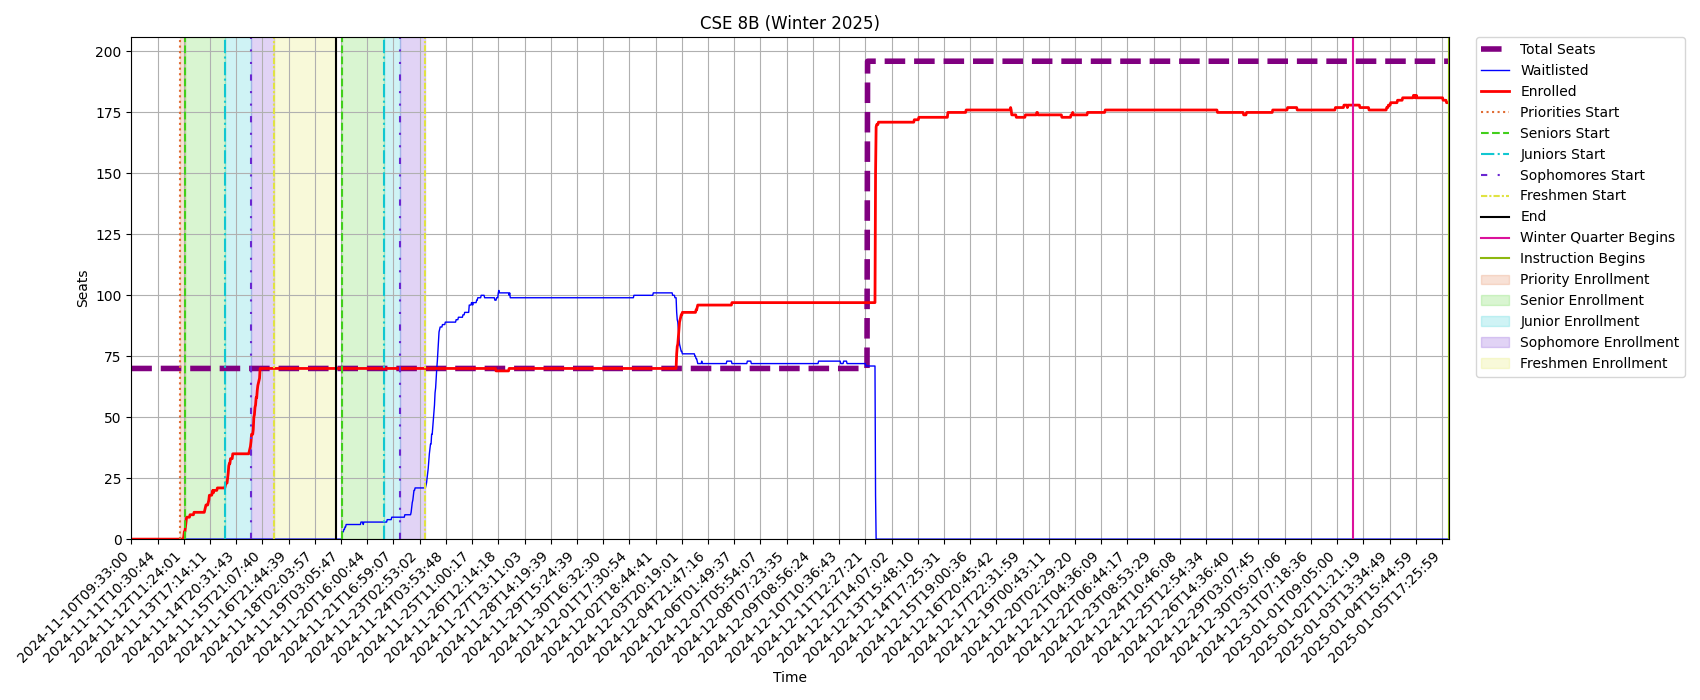 CSE 8B (Winter 2025)
200
175
150
125
100
75
50
25
0
Seats
2024-11-10T09:33:00
2024-11-11T10:30:44
2024-11-12T11:24:01
2024-11-13T17:14:11
2024-11-14T20:31:43
2024-11-15T21:07:40
2024-11-16T21:44:39
2024-11-18T02:03:57
2024-11-19T03:05:47
2024-11-20T16:00:44
2024-11-21T16:59:07
2024-11-23T02:53:02
2024-11-24T03:53:48
2024-11-25T11:00:17
2024-11-26T12:14:18
2024-11-27T13:11:03
2024-11-28T14:19:39
2024-11-29T15:24:39
2024-11-30T16:32:30
2024-12-01T17:30:54
2024-12-02T18:44:41
2024-12-03T20:19:01
2024-12-04T21:47:16
2024-12-06T01:49:37
2024-12-07T05:54:07
2024-12-08T07:23:35
2024-12-09T08:56:24
2024-12-10T10:36:43
2024-12-11T12:27:21
2024-12-12T14:07:02
2024-12-13T15:48:10
2024-12-14T17:25:31
2024-12-15T19:00:36
2024-12-16T20:45:42
2024-12-17T22:31:59
2024-12-19T00:43:11
2024-12-20T02:29:20
2024-12-21T04:36:09
2024-12-22T06:44:17
2024-12-23T08:53:29
2024-12-24T10:46:08
2024-12-25T12:54:34
2024-12-26T14:36:40
2024-12-29T03:07:45
2024-12-30T05:07:06
2024-12-31T07:18:36
2025-01-01T09:05:00
2025-01-02T11:21:19
2025-01-03T13:34:49
2025-01-04T15:44:59
2025-01-05T17:25:59
Time
Total Seats
Waitlisted
Enrolled
Priorities Start
Seniors Start
Juniors Start
Sophomores Start
Freshmen Start
End
Winter Quarter Begins
Instruction Begins
Priority Enrollment
Senior Enrollment
Junior Enrollment
Sophomore Enrollment
Freshmen Enrollment